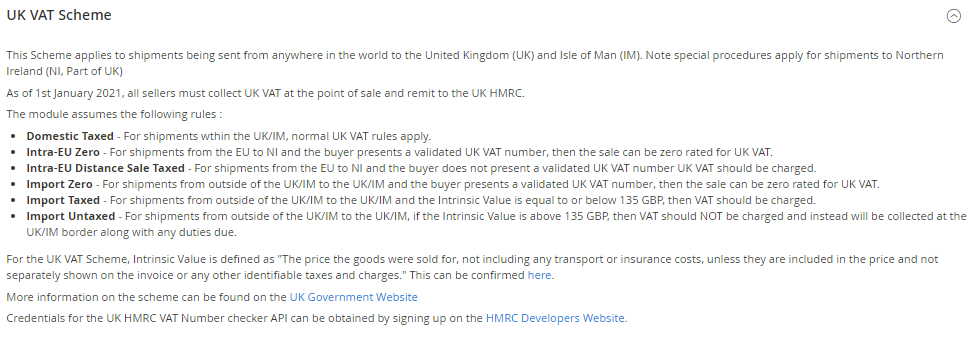 UK VAT Scheme
This Scheme applies to shipments being sent from anywhere in the world to the United Kingdom (UK) and Isle of Man (IM). Note special procedures apply for shipments to Northern
Ireland (NI, Part of UK)
As of 1st January 2021, all sellers must collect UK VAT at the point of sale and remit to the UK HMRC.
The module assumes the following rules :
• Domestic Taxed - For shipments wthin the UK/IM, normal UK VAT rules apply.
• Intra-EU Zero - For shipments from the EU to NI and the buyer presents a validated UK VAT number, then the sale can be zero rated for UK VAT.
• Intra-EU Distance Sale Taxed - For shipments from the EU to NI and the buyer does not present a validated UK VAT number UK VAT should be charged.
• Import Zero - For shipments from outside of the UK/IM to the UK/IM and the buyer presents a validated UK VAT number, then the sale can be zero rated for UK VAT.
• Import Taxed - For shipments from outside of the UK/IM to the UK/IM and the Intrinsic Value is equal to or below 135 GBP, then VAT should be charged.
• Import Untaxed - For shipments from outside of the UK/IM to the UK/IM, if the Intrinsic Value is above 135 GBP, then VAT should NOT be charged and instead will be collected at the
UK/IM border along with any duties due.
For the UK VAT Scheme, Intrinsic Value is defined as "The price the goods were sold for, not including any transport or insurance costs, unless they are included in the price and not
separately shown on the invoice or any other identifiable taxes and charges." This can be confirmed here.
More information on the scheme can be found on the UK Government Website
Credentials for the UK HMRC VAT Number checker API can be obtained by signing up on the HMRC Developers Website.